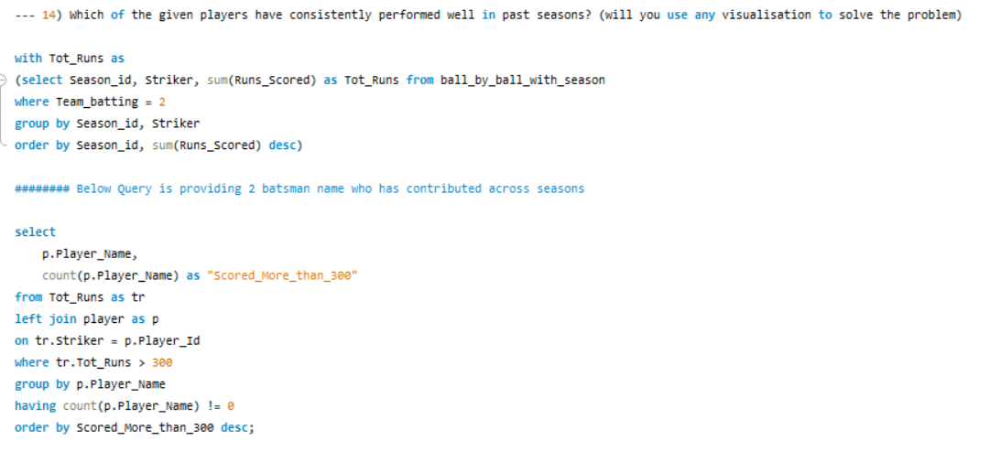 --- 14) Which of the given players have consistently performed well in past seasons? (will you use any visualisation to solve the problem)
with Tot_Runs as
(select Season_id, Striker, sum(Runs_Scored) as Tot_Runs from ball_by_ball_with_season
where Team_batting = 2
group by Season_id, Striker
order by Season_id, sum(Runs_Scored) desc)
######## Below Query is providing 2 batsman name who has contributed across seasons
select
p.Player_Name,
count(p.Player_Name) as "Scored_More_than_300"
from Tot_Runs as tr
left join player as p
on tr.Striker = p.Player_Id
where tr.Tot_Runs > 300
group by p.Player_Name
having count(p.Player_Name) != 0
order by Scored_More_than_300 desc;